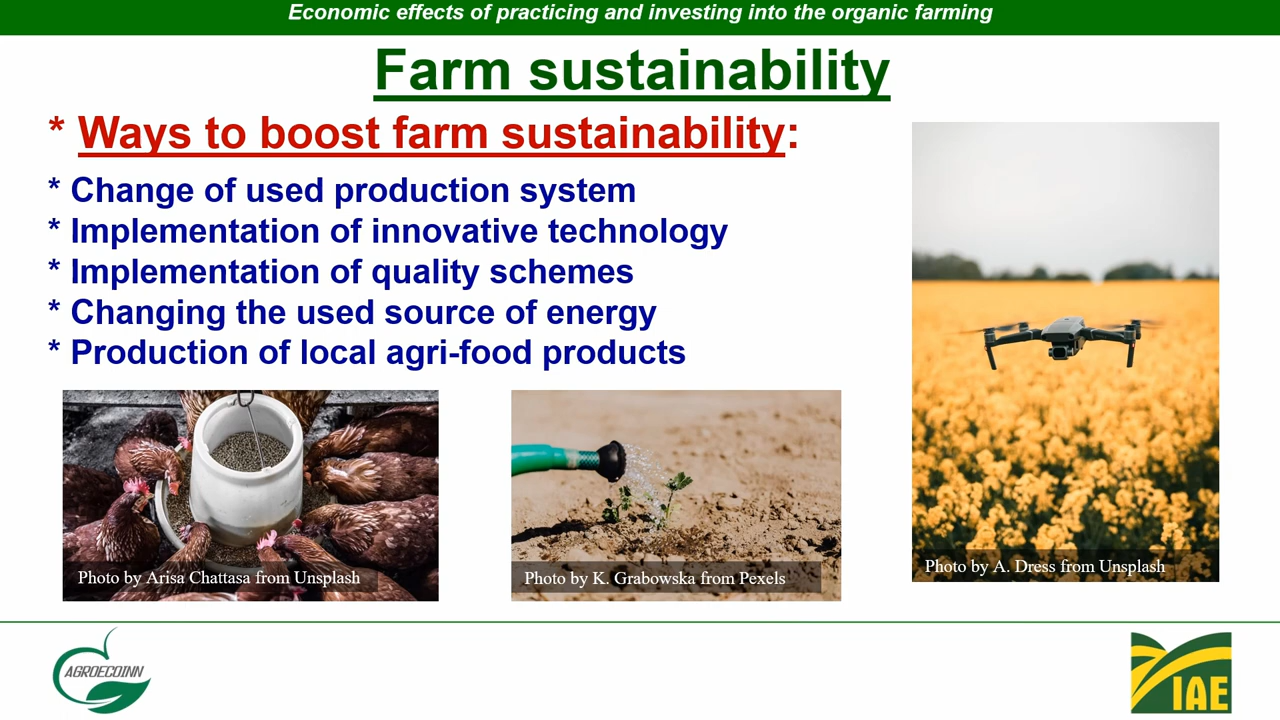 Economic effects of practicing and investing into the organic farming
Farm sustainability
* Ways to boost farm sustainability:
* Change of used production system
* Implementation of innovative technology
* Implementation of quality schemes
* Changing the used source of energy
* Production of local agri-food products
Photo by Arisa Chattasa from Unsplash
Photo by K. Grabowska from Pexels
Photo by A. Dress from Unsplash
AGROECOINN
IAE